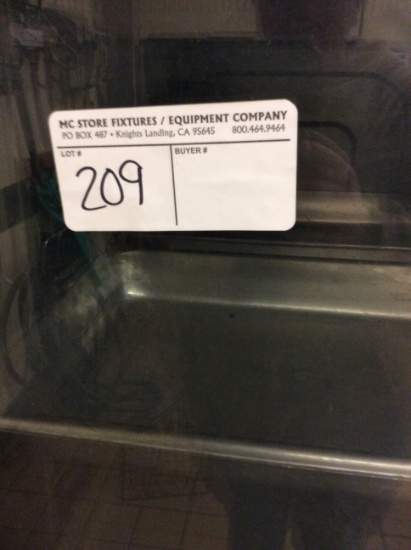 MC STORE FIXTURES / EQUIPMENT COMPANY
PO BOX 487 • Knights Landing, CA 95645 800.464.9464
LOT # BUYER #
209